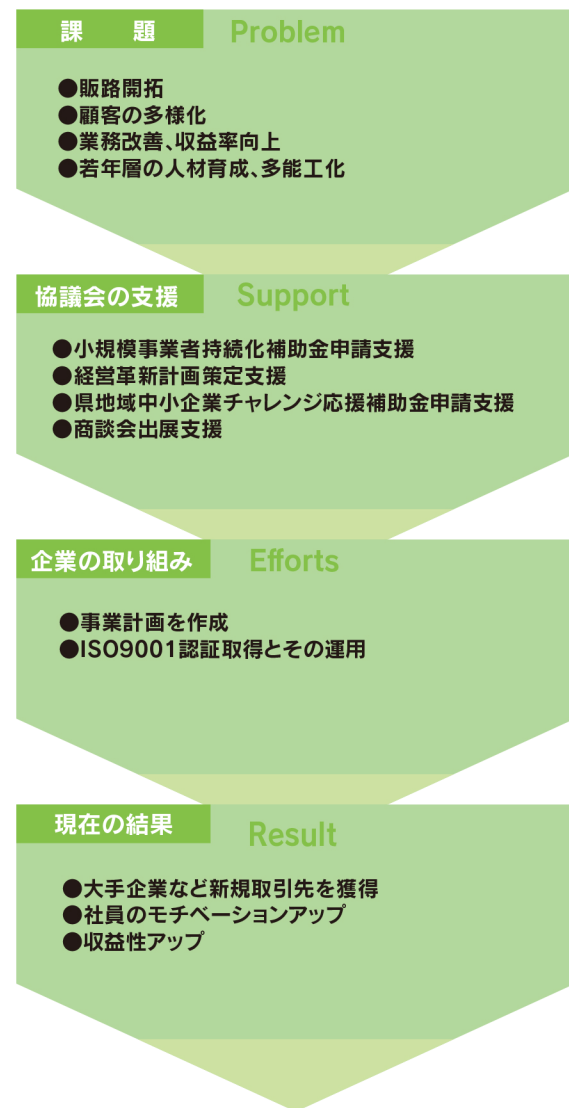 課　題　Problem
●販路開拓
●顧客の多様化
●業務改善、収益率向上
●若年層の人材育成、多能工化
協議会の支援　Support
●小規模事業者持続化補助金申請支援
●経営革新計画策定支援
●県地域中小企業チャレンジ応援補助金申請支援
●商談会出展支援
企業の取り組み　Efforts
●事業計画を作成
●ISO9001認証取得とその運用
現在の結果　Result
●大手企業など新規取引先を獲得
●社員のモチベーションアップ
●収益性アップ